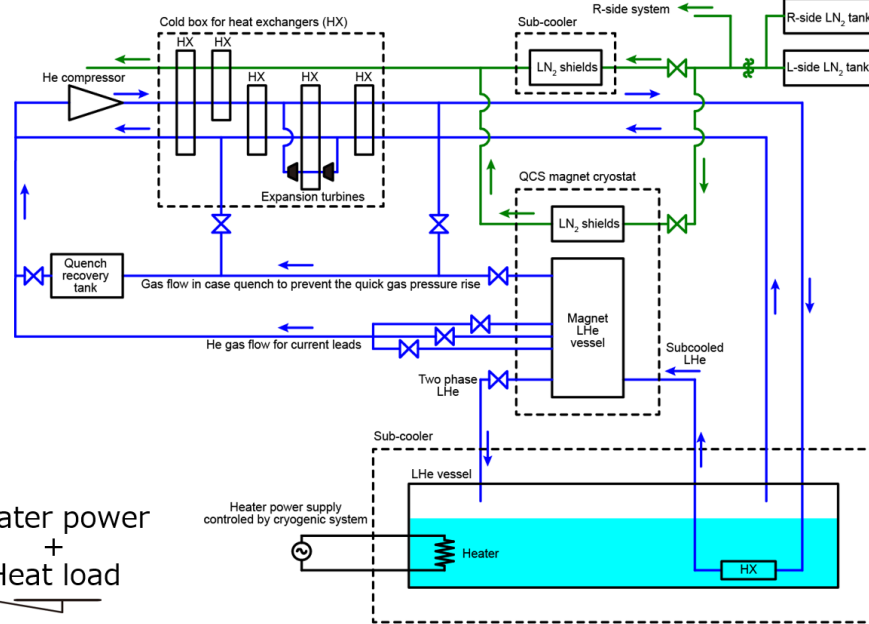 R-side system
R-side LN2 tank
L-side LN2 tank
Cold box for heat exchangers (HX)
Sub-cooler
HX
HX
HX
HX
HX
LN2 shields
He compressor
Expansion turbines
QCS magnet cryostat
LN2 shields
Quench
recovery
tank
Gas flow in case quench to prevent the quick gas pressure rise
Magnet
LHe
vessel
He gas flow for current leads
Subcooled
LHe
Two phase
LHe
Sub-cooler
LHe vessel
Heater power supply
controled by cryogenic system
Heater
HX
ater power
+
Heat load